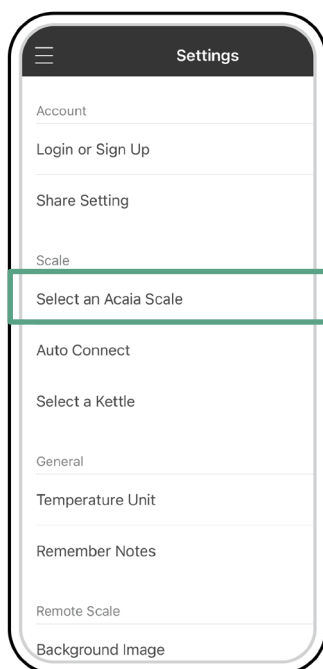 Settings
Account
Login or Sign Up
Share Setting
Scale
Select an Acaia Scale
Auto Connect
Select a Kettle
General
Temperature Unit
Remember Notes
Remote Scale
Background Image